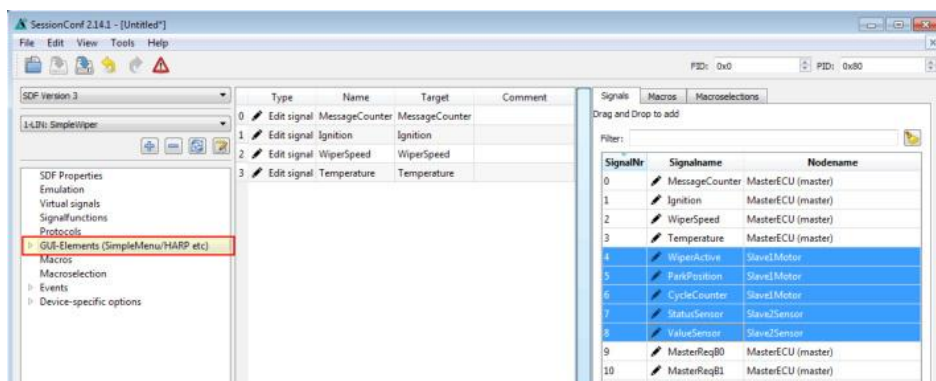 SessionConf 2.14.1 - [Untitled*]
File Edit View Tools Help
PID: 0x0 PID: 0x80
SDF Version 3
1-LIN: SimpleWiper
SDF Properties
Emulation
Virtual signals
Signalfunctions
Protocols
GUI-Elements (SimpleMenu/HARP etc)
Macros
Macroselection
Events
Device-specific options
Type Name Target Comment
0 Edit signal MessageCounter MessageCounter
1 Edit signal Ignition Ignition
2 Edit signal WiperSpeed WiperSpeed
3 Edit signal Temperature Temperature
Signals Macros Macroselections
Drag and Drop to add
Filter:
SignalNr Signalname Nodename
0 MessageCounter MasterECU (master)
1 Ignition MasterECU (master)
2 WiperSpeed MasterECU (master)
3 Temperature MasterECU (master)
4 WiperActive Slave1Motor
5 ParkPosition Slave1Motor
6 CycleCounter Slave1Motor
7 StatusSensor Slave2Sensor
8 ValueSensor Slave2Sensor
9 MasterReqB0 MasterECU (master)
10 MasterReqB1 MasterECU (master)